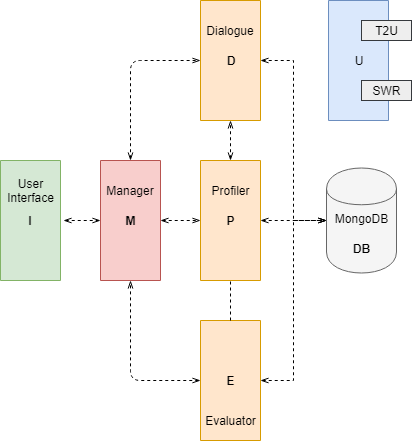 Dialogue
D
U
T2U
SWR
User
Interface
I
Manager
M
Profiler
P
MongoDB
DB
E
Evaluator